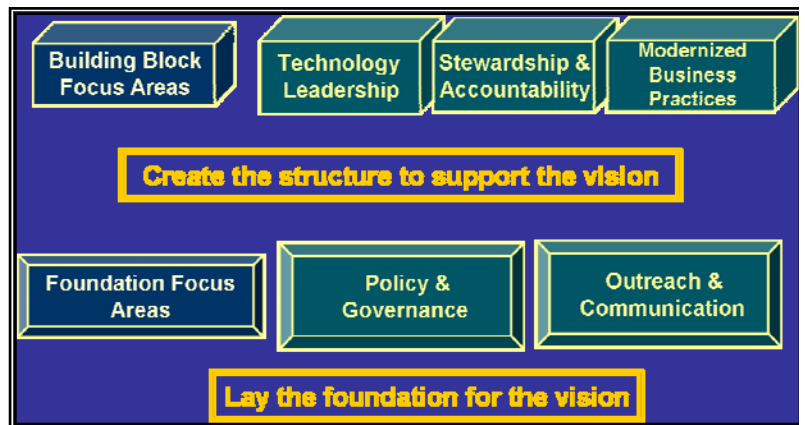 Building Block
Focus Areas
Technology
Leadership
Stewardship &
Accountability
Modernized
Business
Practices
Create the structure to support the vision
Foundation Focus
Areas
Policy &
Governance
Outreach &
Communication
Lay the foundation for the vision